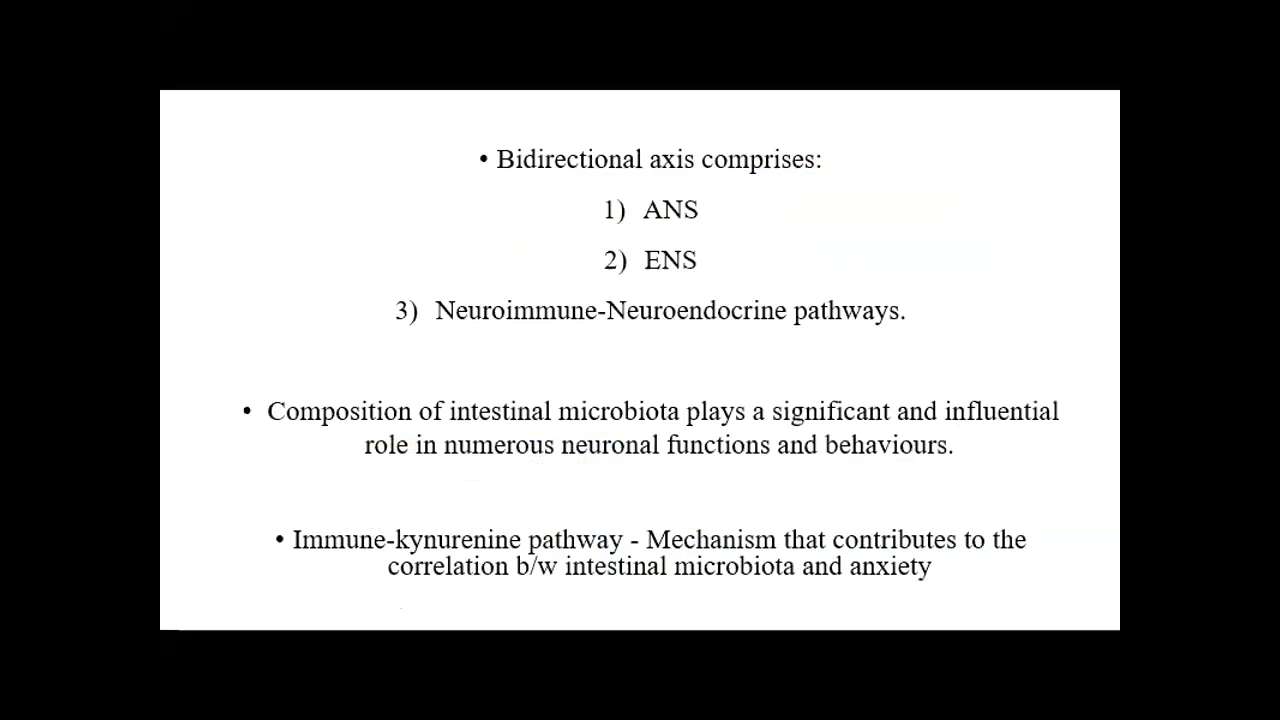 • Bidirectional axis comprises:
1) ANS
2) ENS
3) Neuroimmune-Neuroendocrine pathways.
• Composition of intestinal microbiota plays a significant and influential
role in numerous neuronal functions and behaviours.
• Immune-kynurenine pathway - Mechanism that contributes to the
correlation b/w intestinal microbiota and anxiety